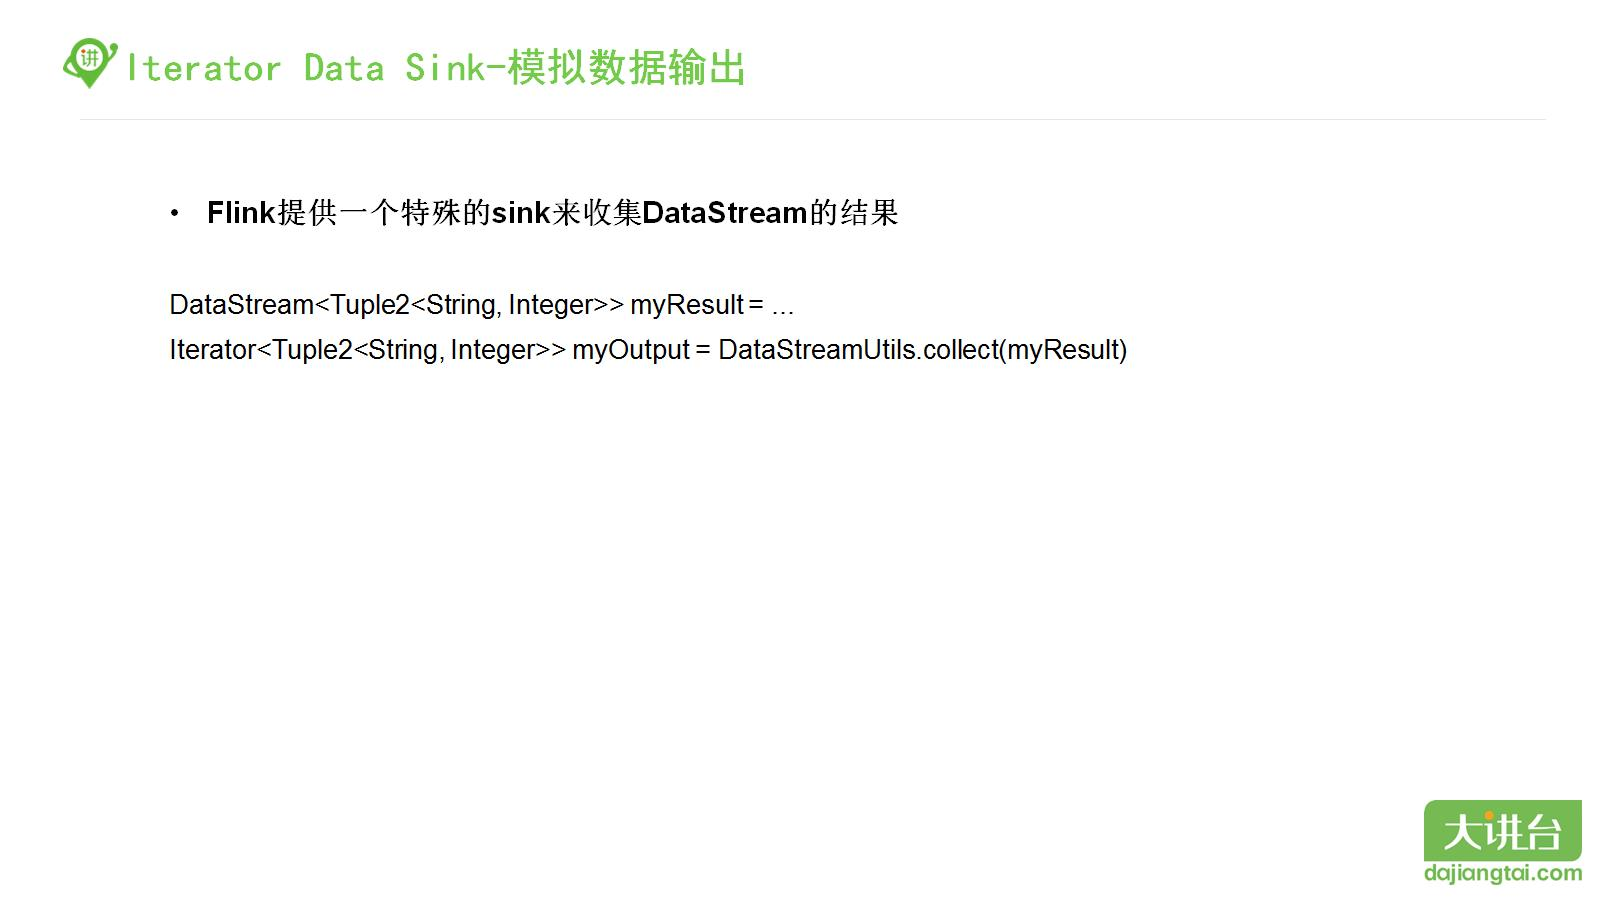 讲
Iterator Data Sink-模拟数据输出
• Flink提供一个特殊的sink来收集DataStream的结果
DataStream<Tuple2<String, Integer>> myResult = ...
Iterator<Tuple2<String, Integer>> myOutput = DataStreamUtils.collect(myResult)
大讲台
dajiangtai.com